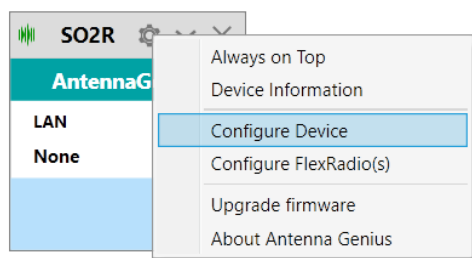 SO2R
AntennaG
LAN
None
Always on Top
Device Information
Configure Device
Configure FlexRadio(s)
Upgrade firmware
About Antenna Genius